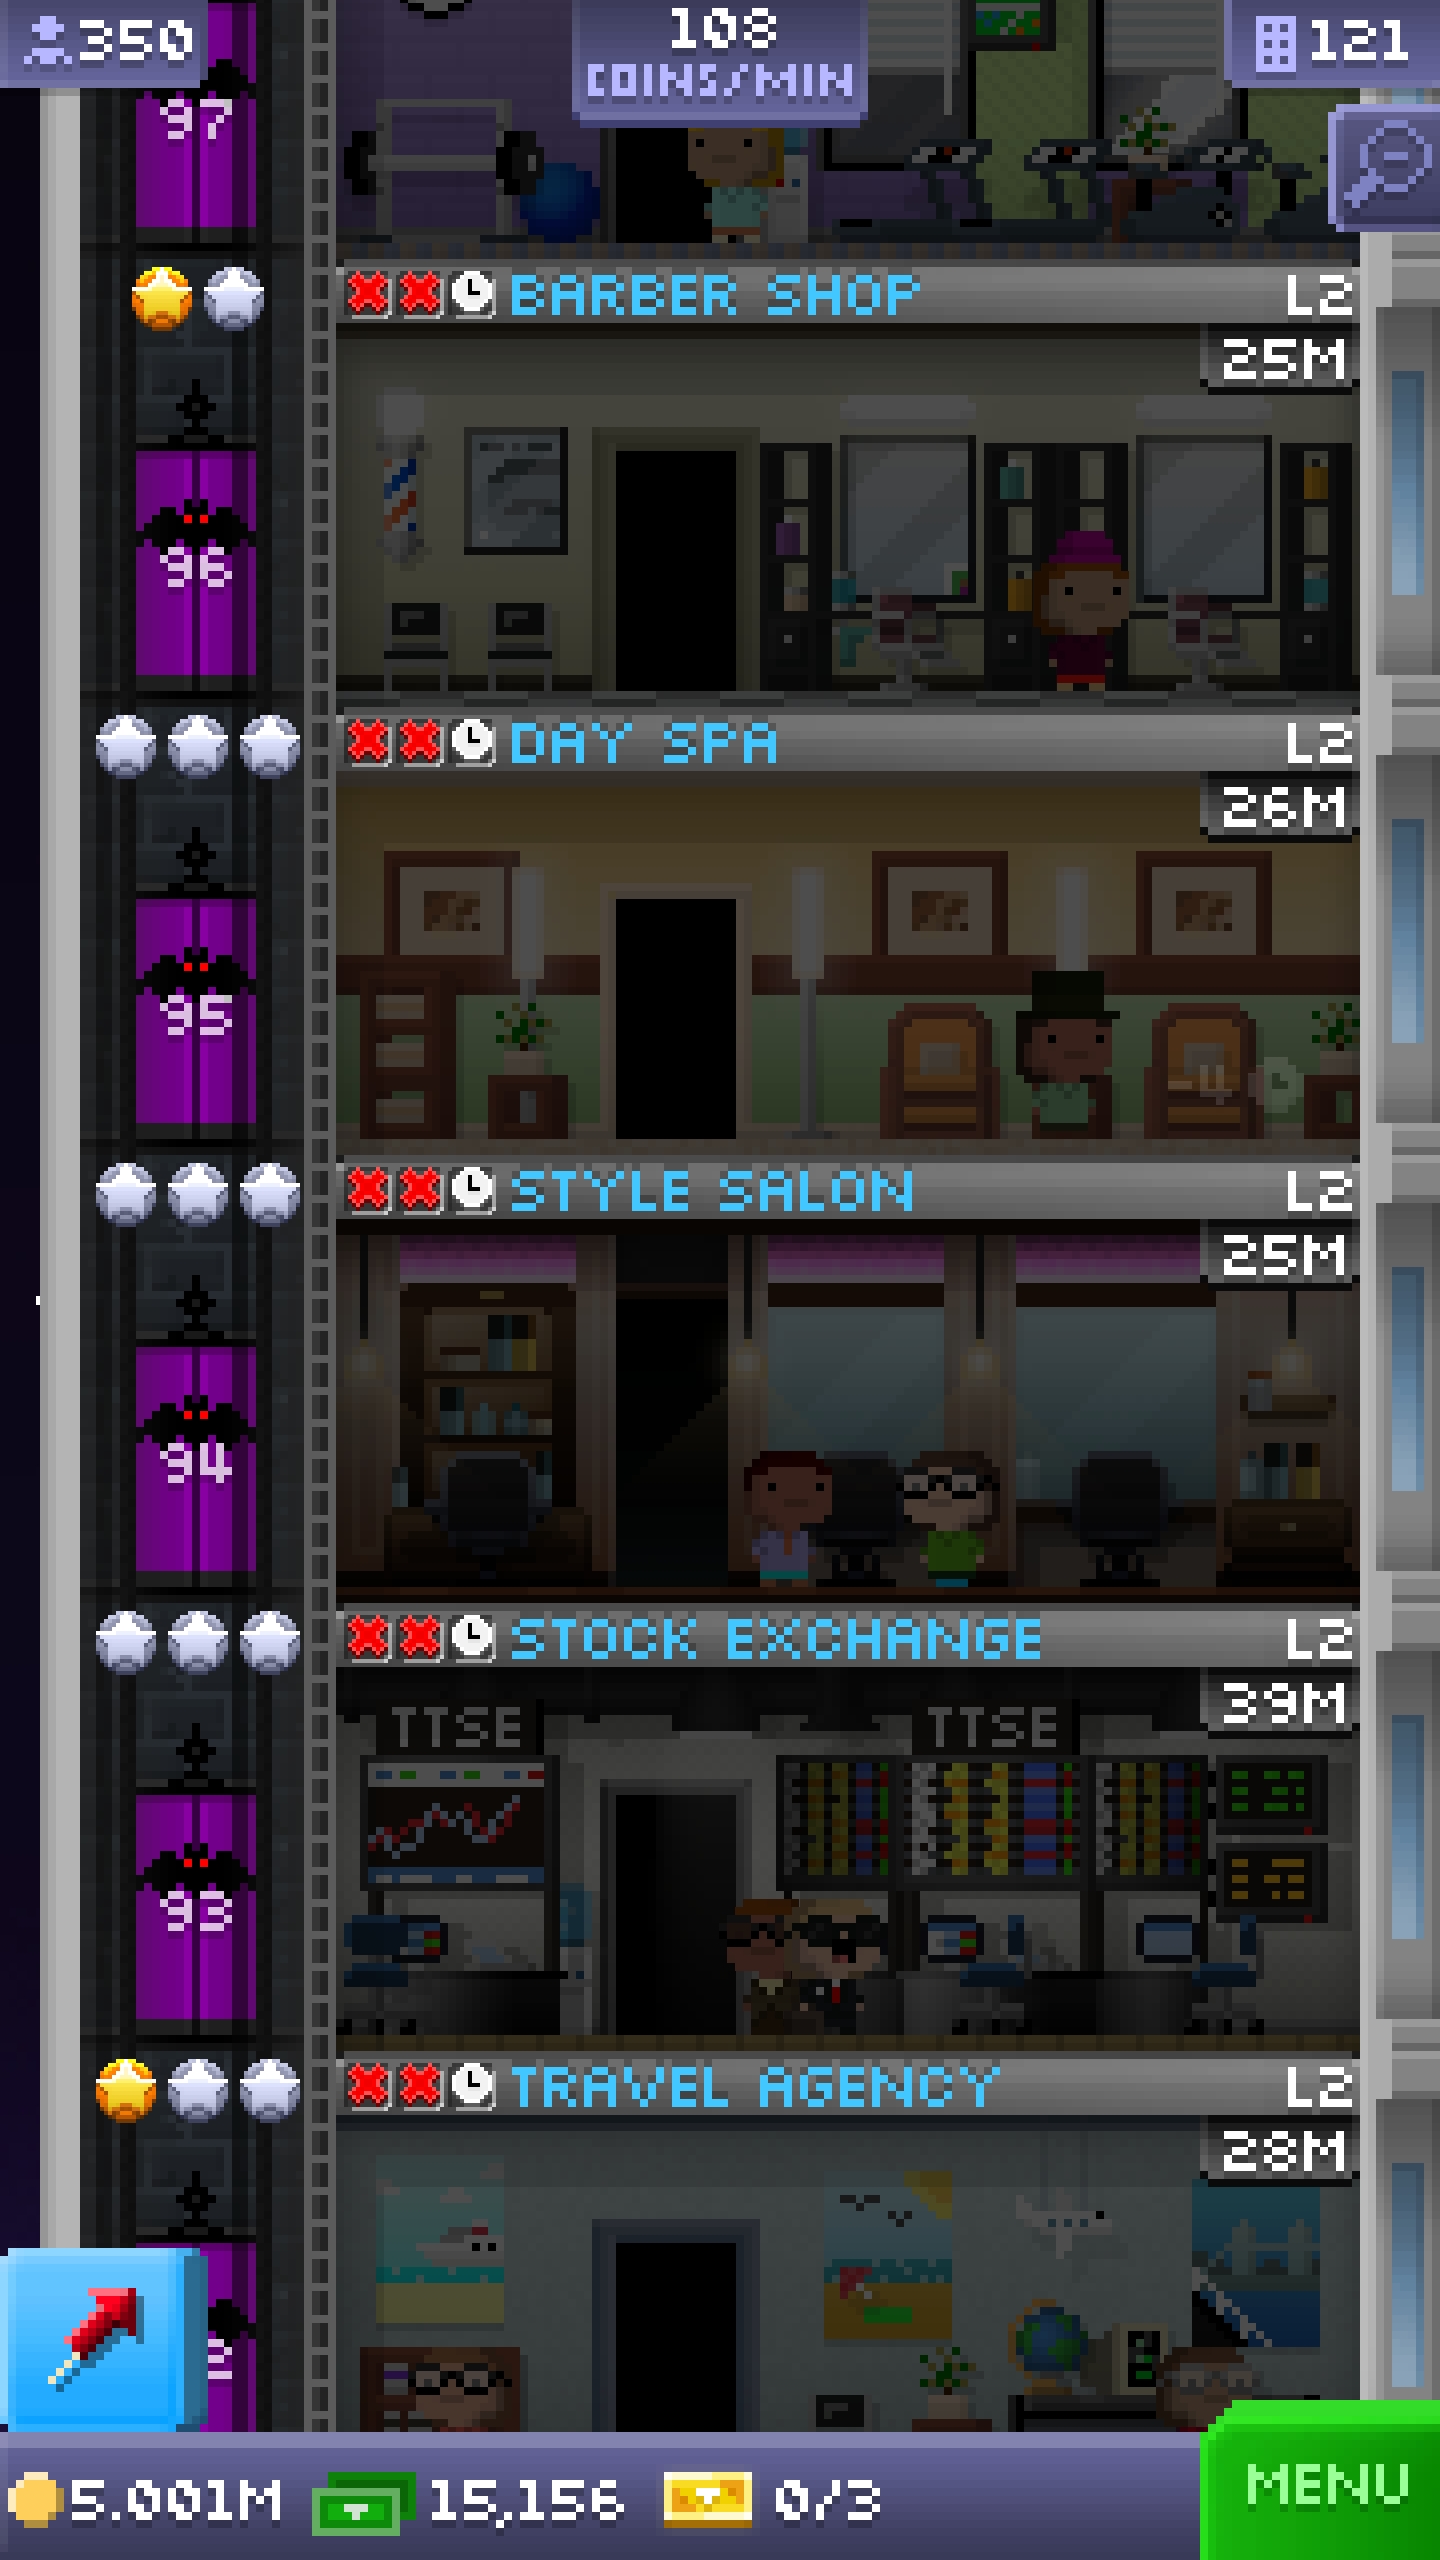 350
108
COINS/MIN
121
97
BARBER SHOP L2
25M
96
DAY SPA L2
26M
95
STYLE SALON L2
25M
94
STOCK EXCHANGE L2
39M
TTSE TTSE
93
TRAVEL AGENCY L2
28M
2
5.001M 15,156 0/3
MENU